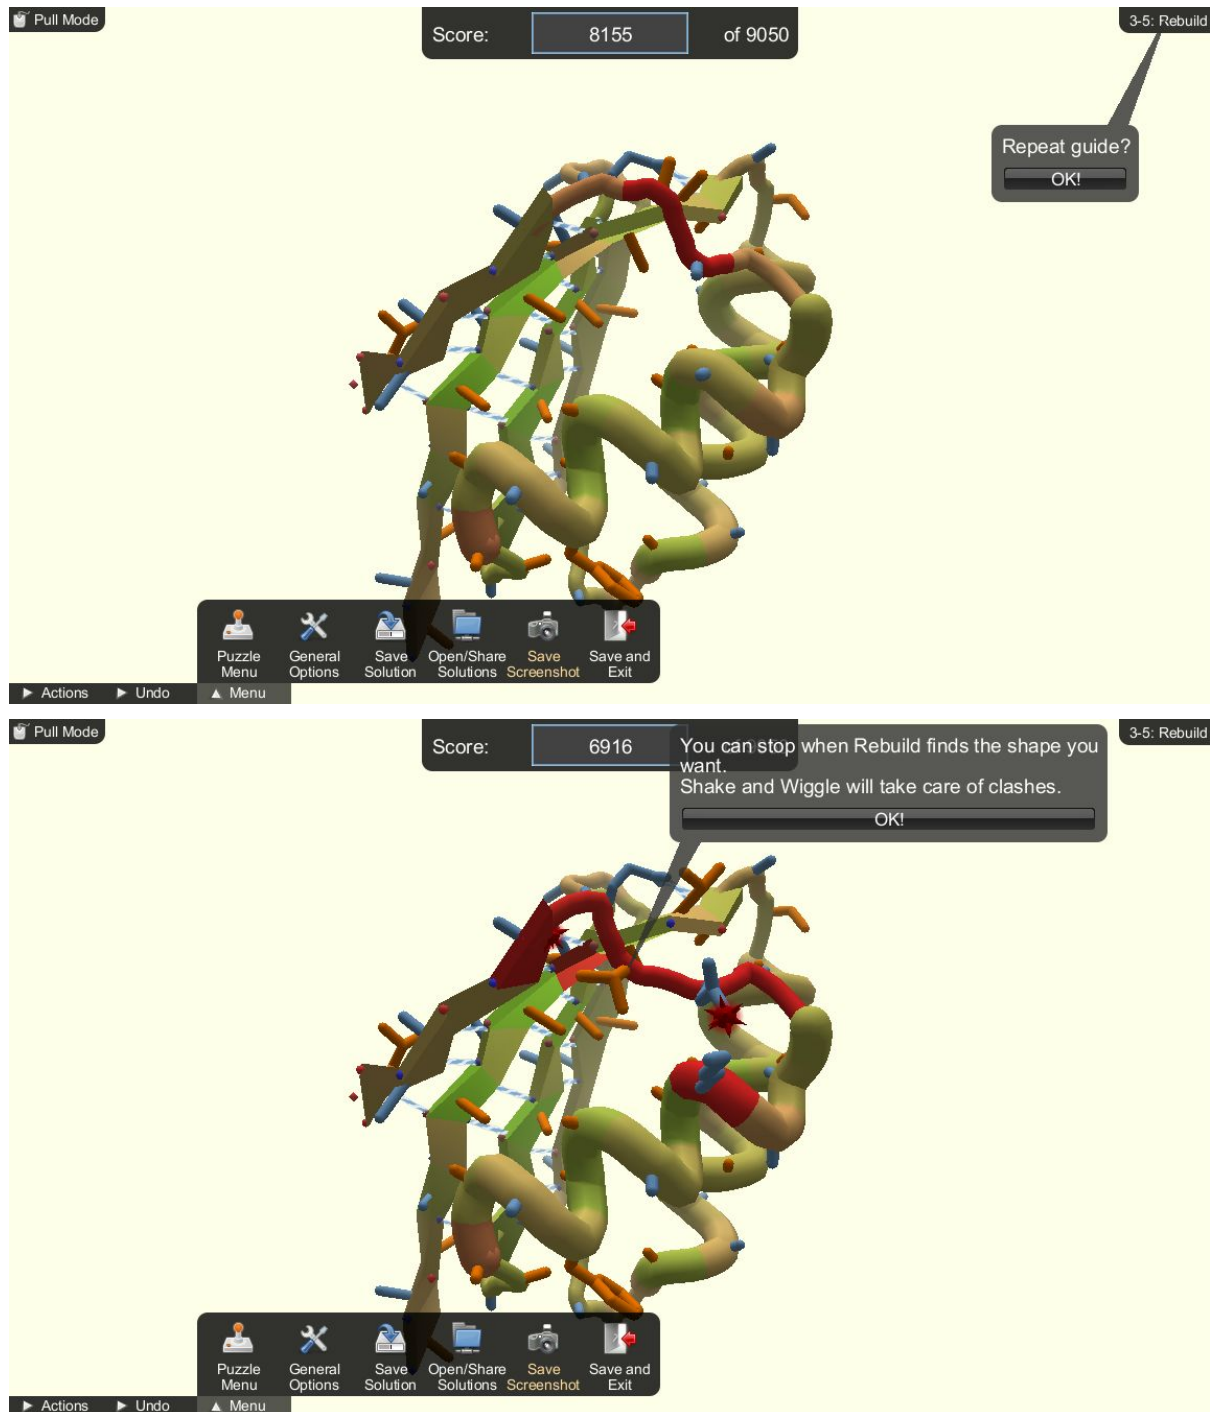 Pull Mode
Score: 8155 of 9050
3-5: Rebuild
Repeat guide?
OK!
Puzzle Menu
General Options
Save Solution
Open/Share Solutions
Save Screenshot
Save and Exit
Actions
Undo
Menu
Pull Mode
Score: 6916
3-5: Rebuild
You can stop when Rebuild finds the shape you
want.
Shake and Wiggle will take care of clashes.
OK!
Puzzle Menu
General Options
Save Solution
Open/Share Solutions
Save Screenshot
Save and Exit
Actions
Undo
Menu